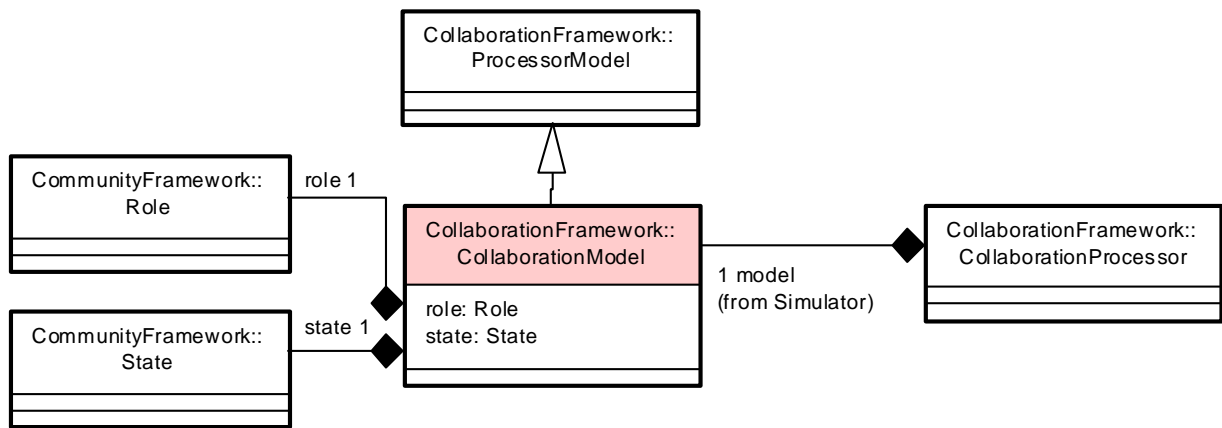 CollaborationFramework::
ProcessorModel
CommunityFramework::
Role
role 1
CollaborationFramework::
CollaborationModel
role: Role
state: State
1 model
(from Simulator)
CollaborationFramework::
CollaborationProcessor
CommunityFramework::
State
state 1